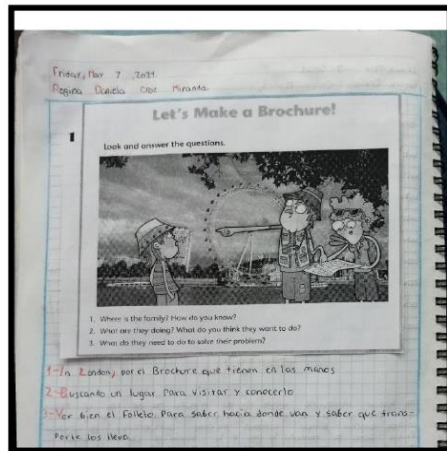 Friday, May 7, 2021.
Regina Daniela Cruz Miranda.
Let's Make a Brochure!
1
Look and answer the questions.
1. Where is the family? How do you know?
2. What are they doing? What do you think they want to do?
3. What do they need to do to solve their problem?
1-In London, por el Brochure que tienen en las manos
2-Buscando un lugar para visitar y conocerlo
3-Ver bien el folleto, Para saber hacia donde van y saber que trans-
porte los lleva.